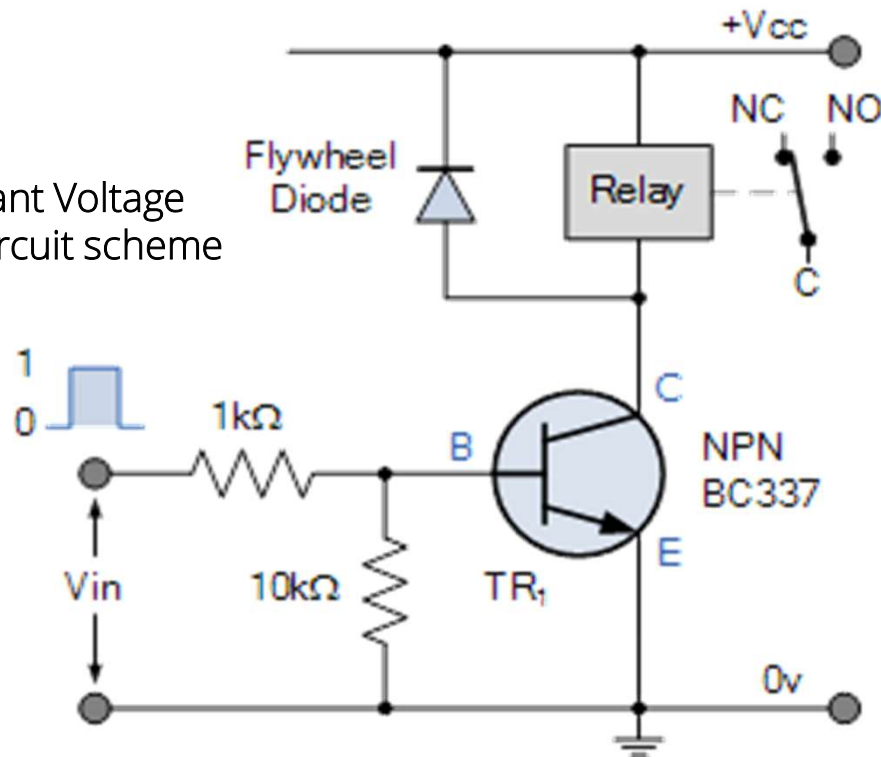 +Vcc
NC NO
Flywheel
Diode
Relay
ant Voltage
rcuit scheme
C
1
0
1kΩ
B
C
NPN
BC337
E
Vin
10kΩ
TR₁
0v